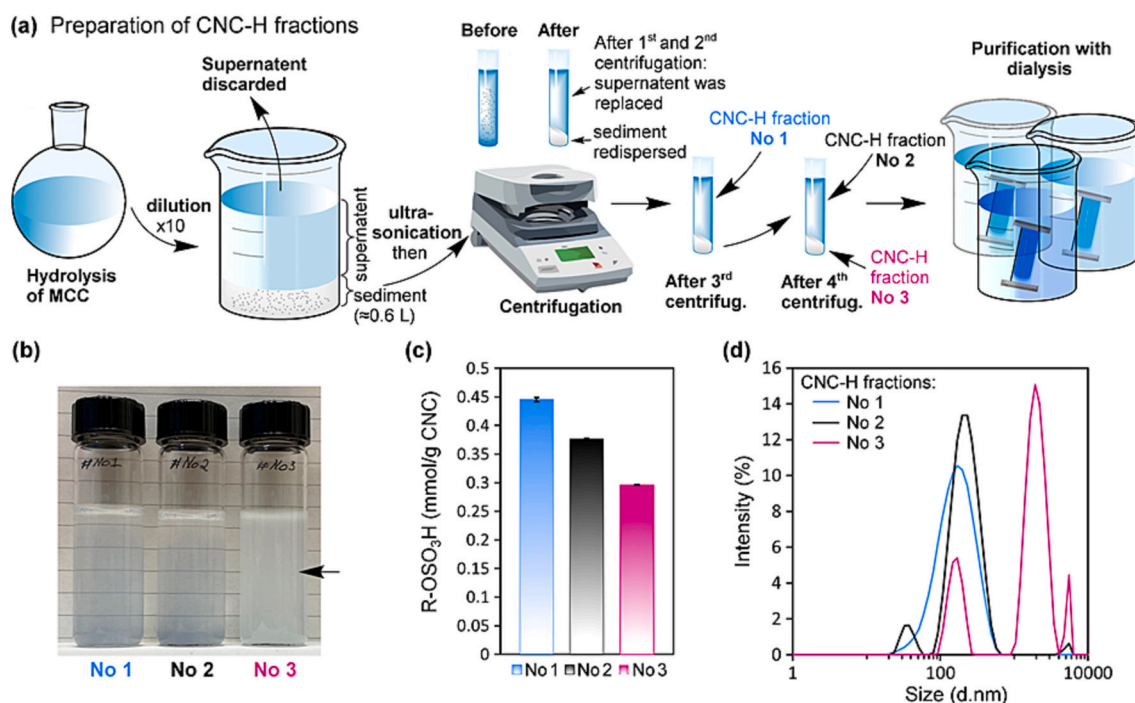 (a) Preparation of CNC-H fractions
Supernatent
discarded
Hydrolysis
of MCC
dilution
x10
supernatent
sediment
(≈0.6 L)
ultra-
sonication
then
Before
After
After 1st and 2nd
centrifugation:
supernatent was
replaced
sediment
redispersed
Centrifugation
CNC-H fraction
No 1
After 3rd
centrifug.
CNC-H fraction
No 2
After 4th
centrifug.
CNC-H
fraction
No 3
Purification with
dialysis
(b)
#No1
#No2
#No3
No 1
No 2
No 3
(c)
R-OSO3H (mmol/g CNC)
0.5
0.45
0.4
0.35
0.3
0.25
0.2
0.15
0.1
0.05
0.45
No 1
No 2
No 3
(d)
Intensity (%)
16
14
12
10
8
6
4
2
0
CNC-H fractions:
No 1
No 2
No 3
1
100
10000
Size (d.nm)